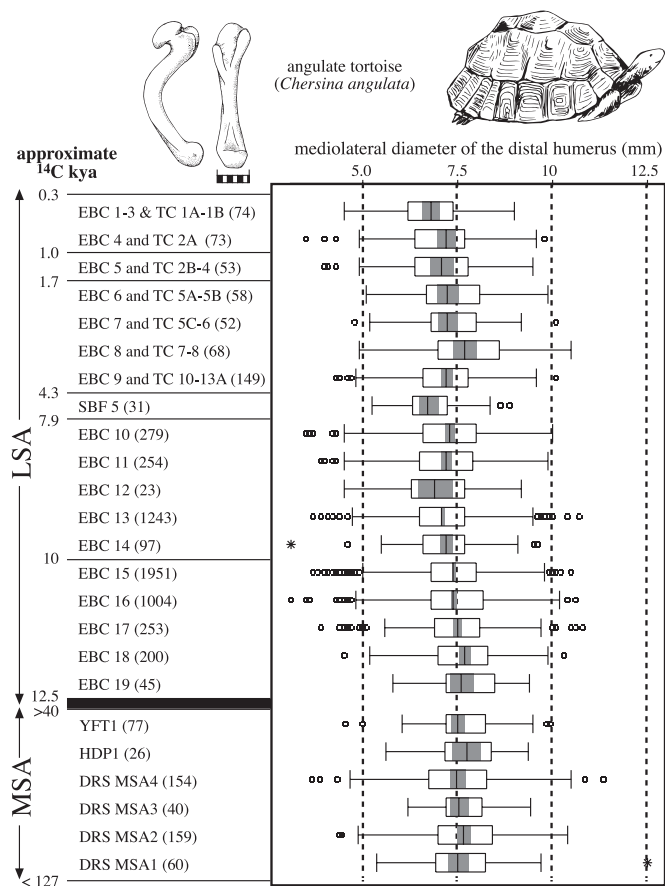 angulate tortoise
(Chersina angulata)
approximate
14C kya
mediolateral diameter of the distal humerus (mm)
5.0 7.5 10 12.5
0.3
EBC 1-3 & TC 1A-1B (74)
EBC 4 and TC 2A (73)
1.0
EBC 5 and TC 2B-4 (53)
1.7
EBC 6 and TC 5A-5B (58)
EBC 7 and TC 5C-6 (52)
EBC 8 and TC 7-8 (68)
EBC 9 and TC 10-13A (149)
4.3
SBF 5 (31)
7.9
LSA
EBC 10 (279)
EBC 11 (254)
EBC 12 (23)
EBC 13 (1243)
EBC 14 (97)
10
EBC 15 (1951)
EBC 16 (1004)
EBC 17 (253)
EBC 18 (200)
EBC 19 (45)
12.5
>40
MSA
YFT1 (77)
HDP1 (26)
DRS MSA4 (154)
DRS MSA3 (40)
DRS MSA2 (159)
DRS MSA1 (60)
< 127
5.0 7.5 10 12.5